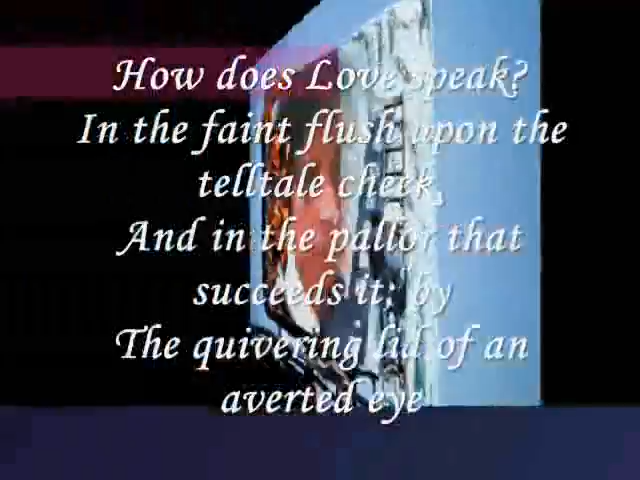 How does Love speak?
In the faint flush upon the
telltale cheek,
And in the pallor that
succeeds it; by
The quivering lid of an
averted eye